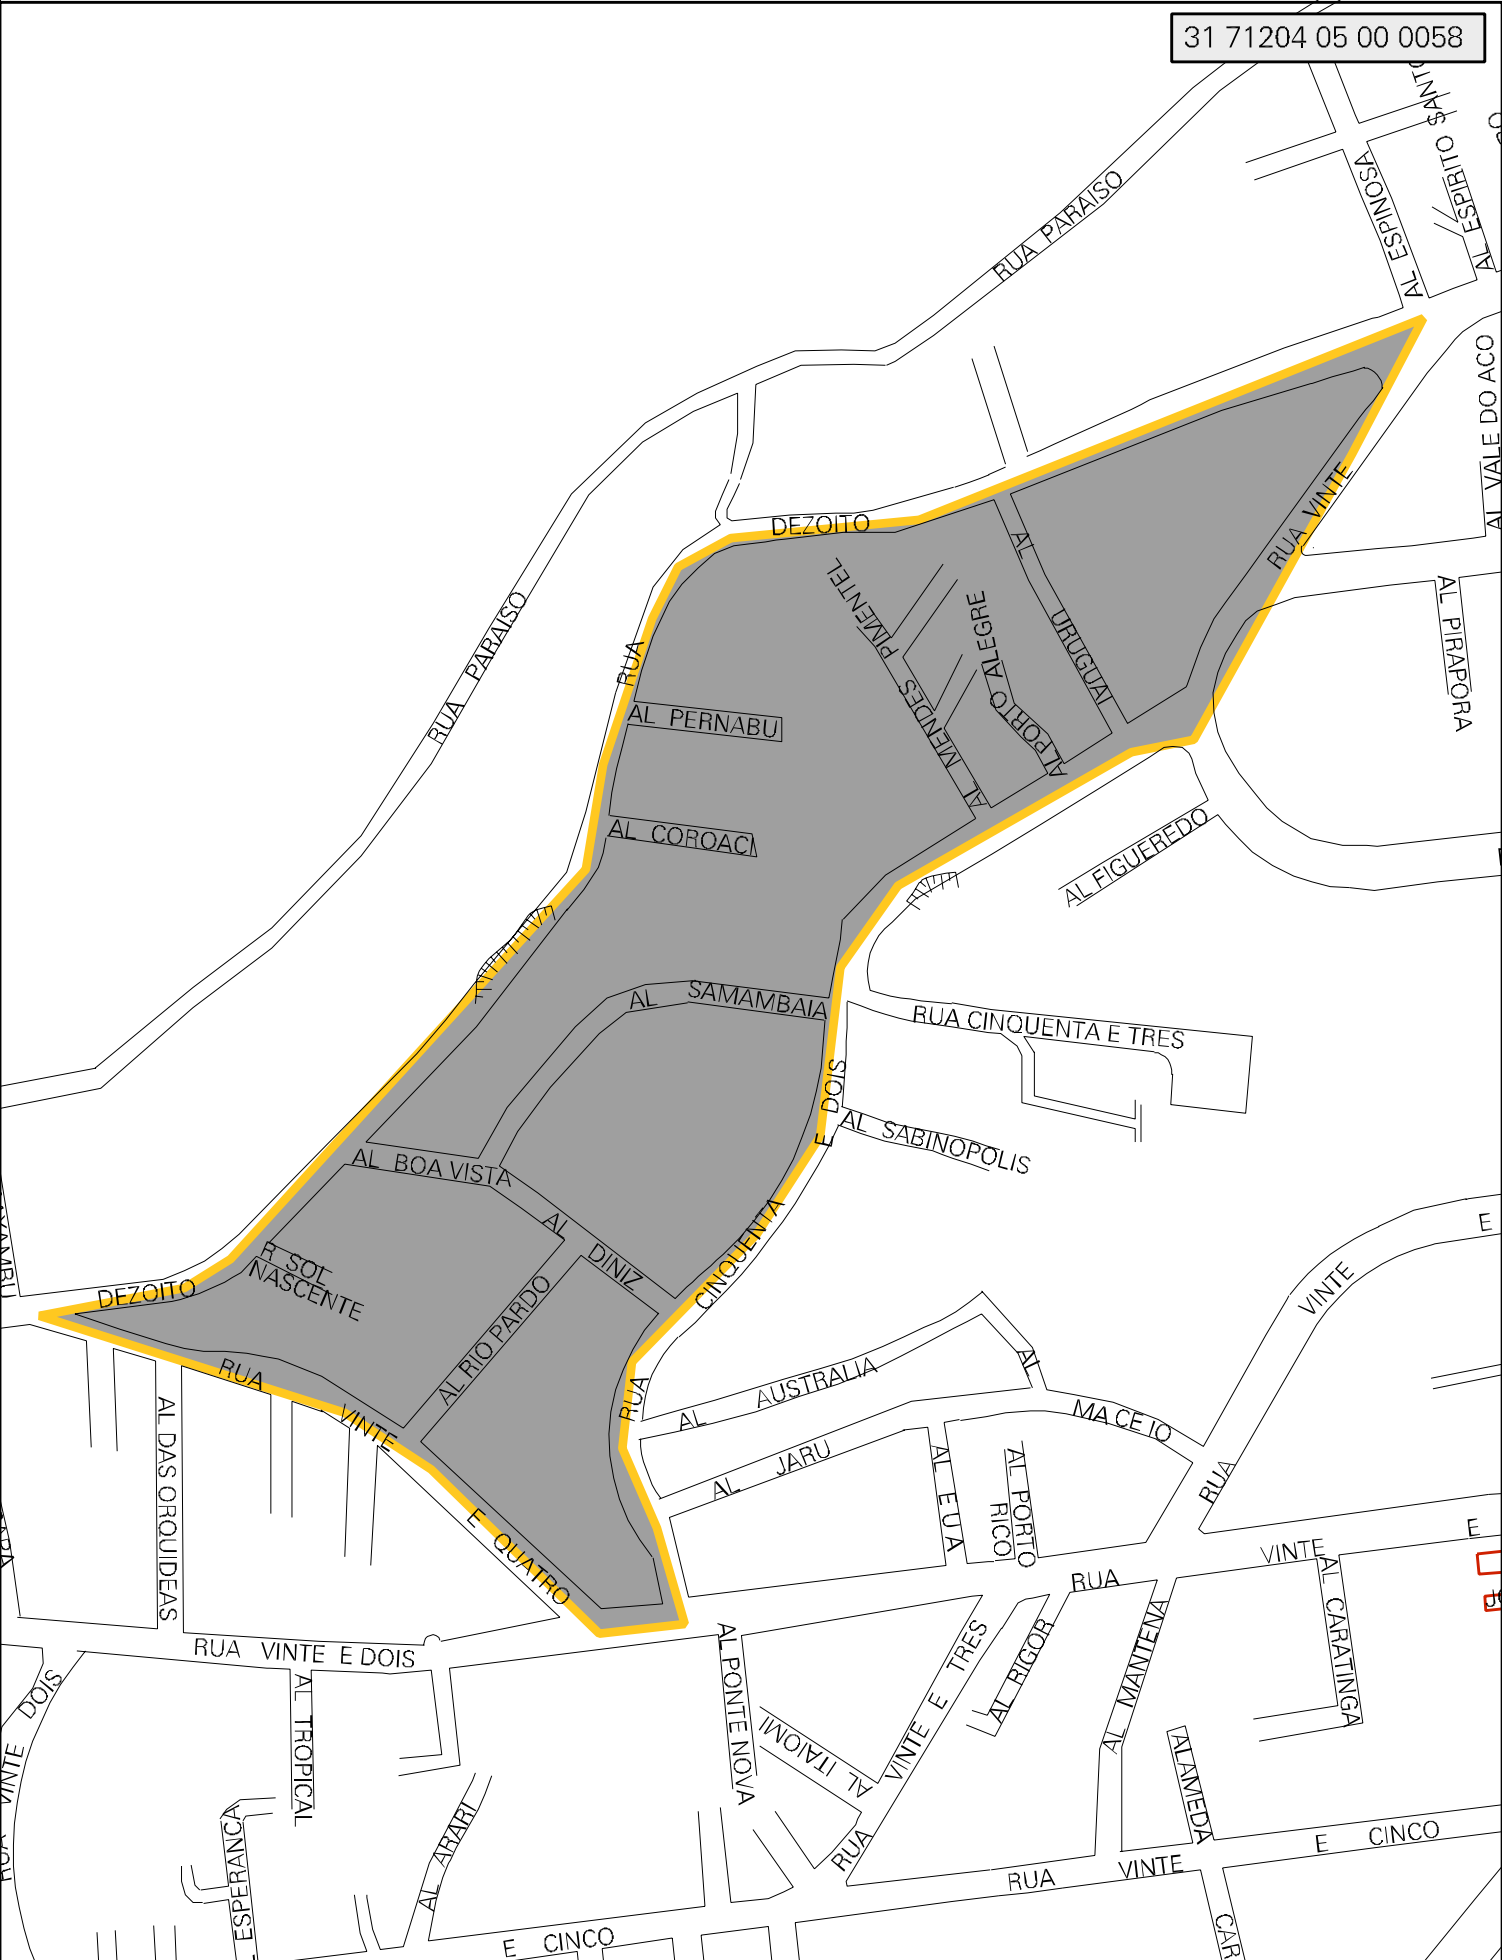 31 71204 05 00 0058
AL ESPIRITO SANTO
AL ESPINOSA
RUA PARAISO
AL VALE DO ACO
RUA VINTE
DEZOITO
AL
URUGUAI
AL MENDES PIMENTEL
AL PORTO ALEGRE
AL PIRAPORA
RUA PARAISO
RUA
AL PERNABU
AL COROACI
AL FIGUEREDO
AL SAMAMBAIA
RUA CINQUENTA E TRES
E DOIS
AL SABINOPOLIS
AL BOA VISTA
AL DINIZ
CINQUENTA
R SOL
NASCENTE
DEZOITO
AL RIO PARDO
RUA
RUA
VINTE
E QUATRO
AL DAS ORQUIDEAS
AL AUSTRALIA
AL
MACEIO
AL JARU
AL EUA
AL PORTO
RICO
E
VINTE
RUA
E
VINTE
RUA
AL CARATINGA
RUA VINTE E DOIS
DOIS
VINTE
AL TROPICAL
AL PONTE NOVA
AL ITAIOMI
RUA
VINTE E TRES
AL RIGOR
AL MANTENA
ALAMEDA
ESPERANCA
AL ARARI
RUA VINTE E CINCO
E CINCO
CAR